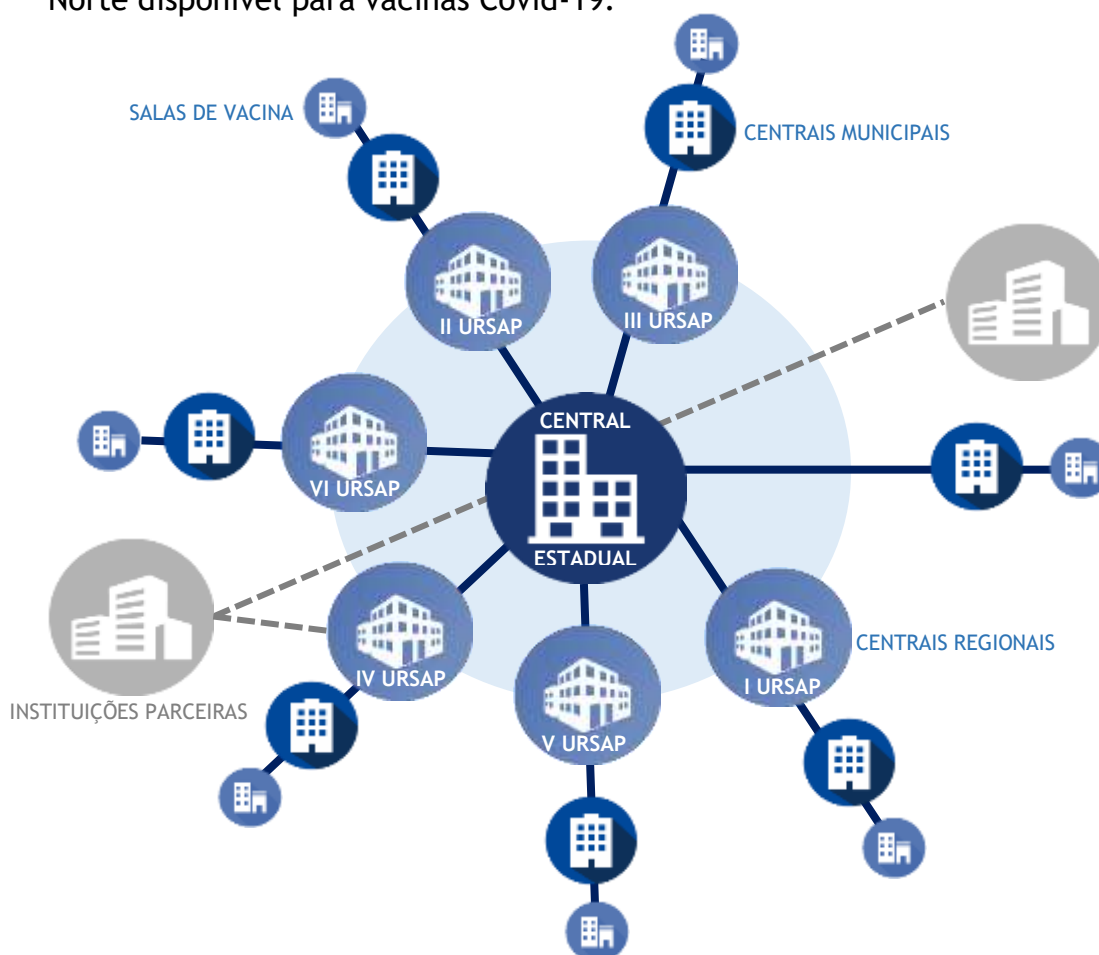 Norte disponível para vacinas Covid-19.
SALAS DE VACINA
CENTRAIS MUNICIPAIS
II URSAP
III URSAP
CENTRAL
ESTADUAL
VI URSAP
IV URSAP
V URSAP
I URSAP
CENTRAIS REGIONAIS
INSTITUIÇÕES PARCEIRAS